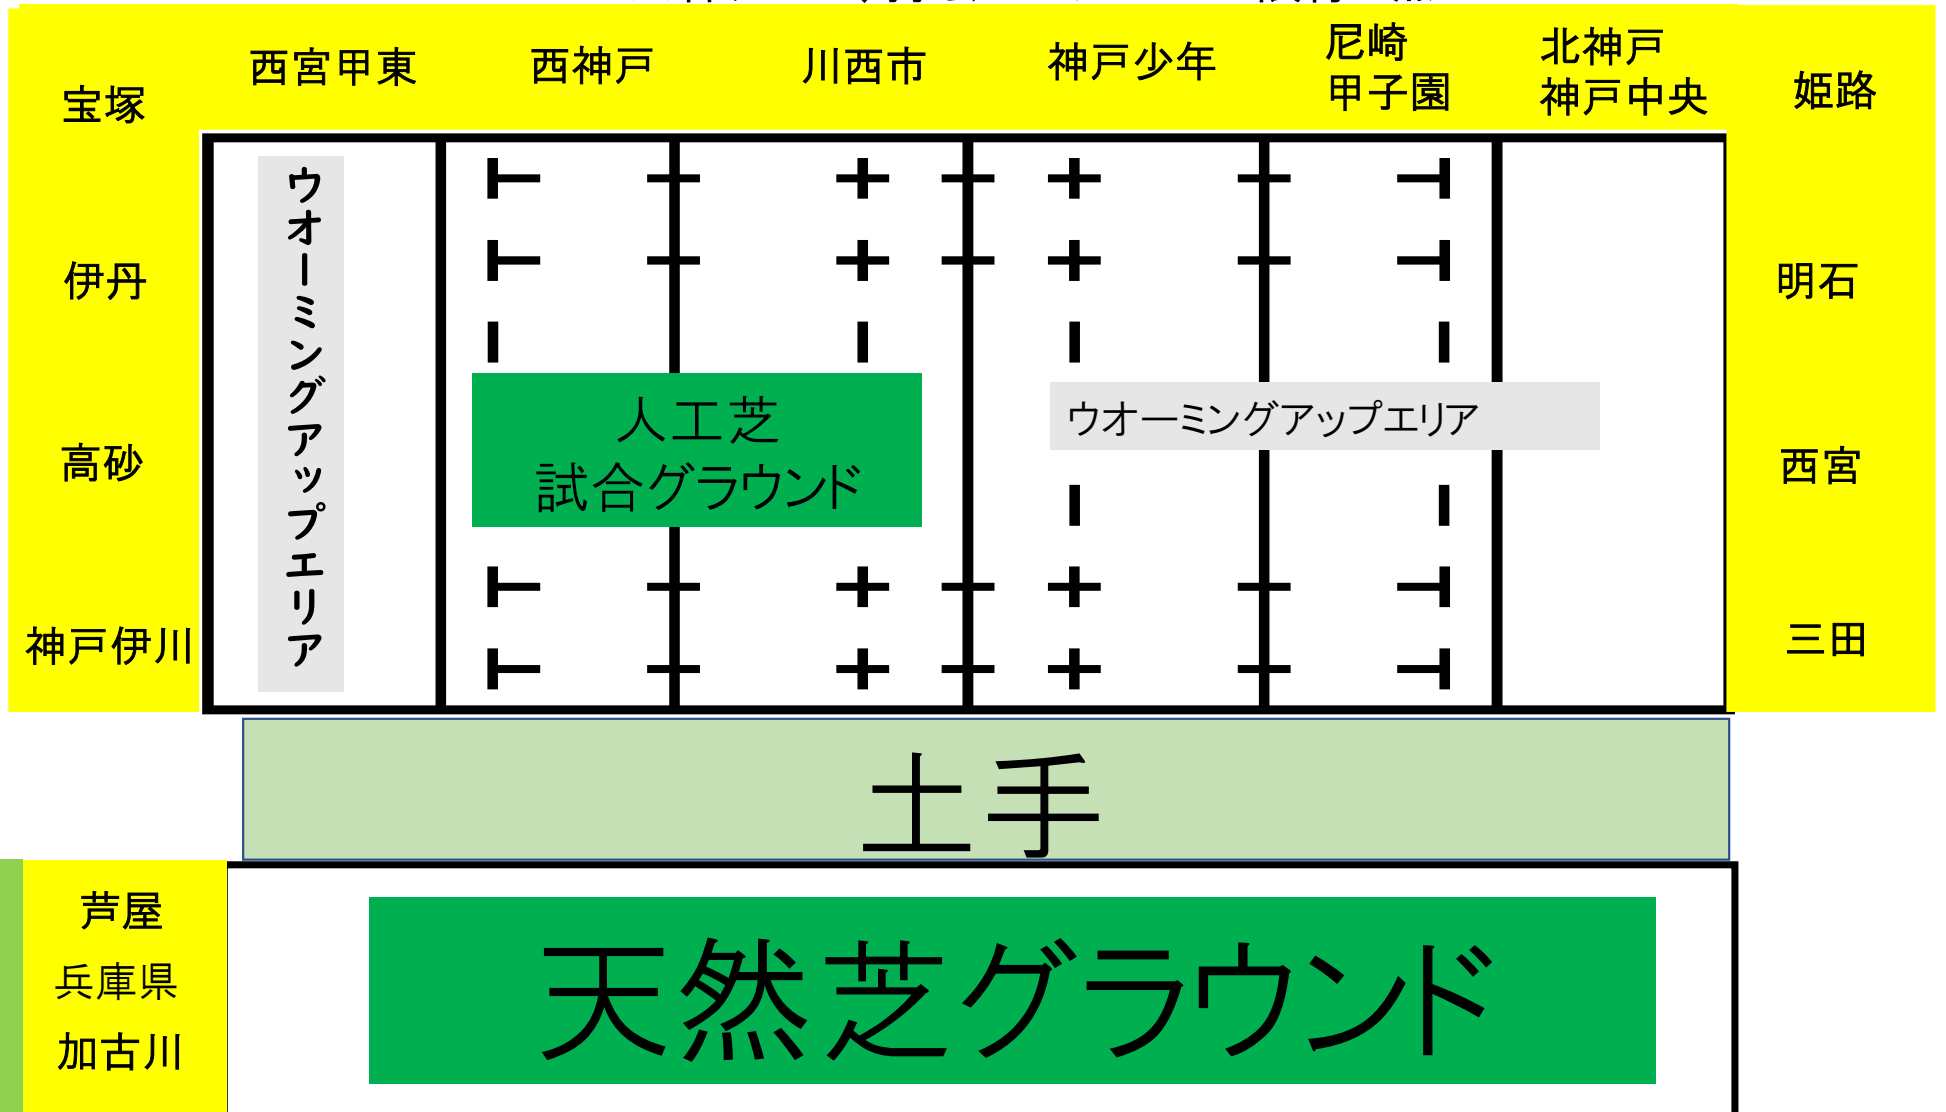 西宮甲東
西神戸
川西市
神戸少年
尼崎
甲子園
北神戸
神戸中央
宝塚
姫路
伊丹
明石
高砂
西宮
神戸伊川
三田
ウオーミングアップエリア
人工芝
試合グラウンド
ウオーミングアップエリア
土手
芦屋
兵庫県
加古川
天然芝グラウンド